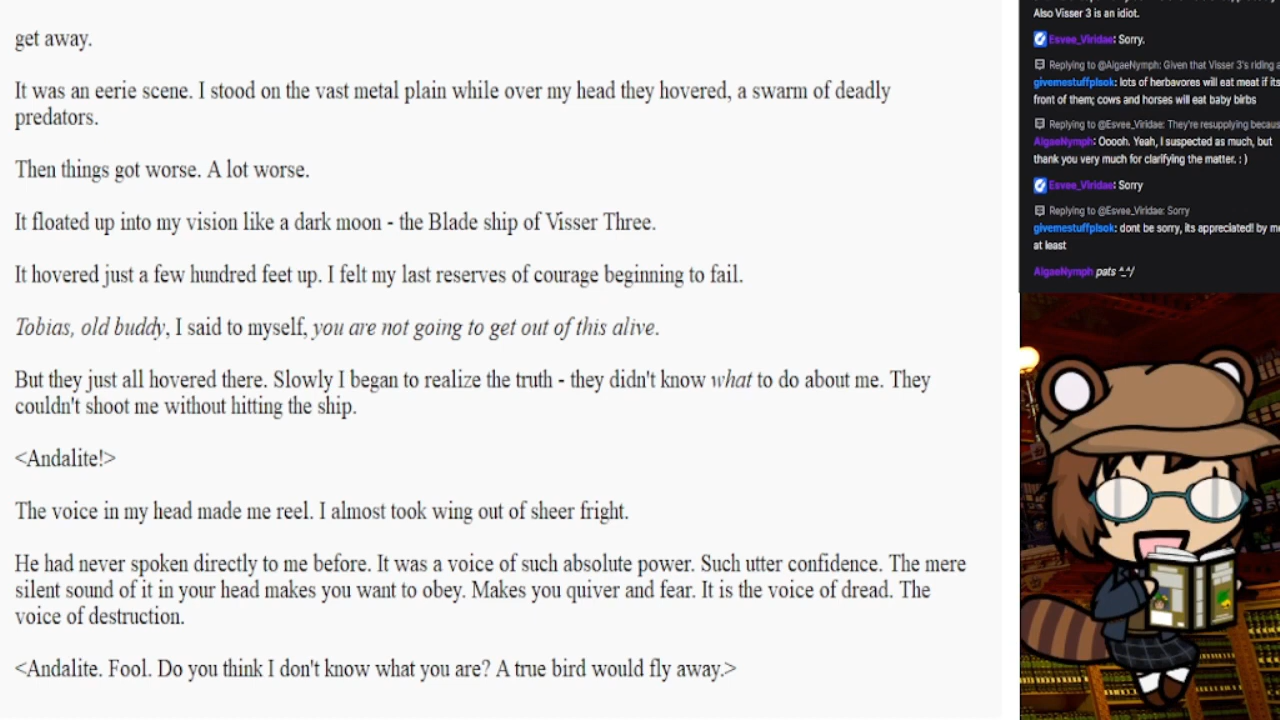 get away.
It was an eerie scene. I stood on the vast metal plain while over my head they hovered, a swarm of deadly
predators.
Then things got worse. A lot worse.
It floated up into my vision like a dark moon - the Blade ship of Visser Three.
It hovered just a few hundred feet up. I felt my last reserves of courage beginning to fail.
Tobias, old buddy, I said to myself, you are not going to get out of this alive.
But they just all hovered there. Slowly I began to realize the truth - they didn't know what to do about me. They
couldn't shoot me without hitting the ship.
<Andalite!>
The voice in my head made me reel. I almost took wing out of sheer fright.
He had never spoken directly to me before. It was a voice of such absolute power. Such utter confidence. The mere
silent sound of it in your head makes you want to obey. Makes you quiver and fear. It is the voice of dread. The
voice of destruction.
<Andalite. Fool. Do you think I don't know what you are? A true bird would fly away.>
Also Visser 3 is an idiot.
Esvee_Viridae: Sorry.
Replying to @AlgaeNymph: Given that Visser 3's riding a
givemestuffplsok: lots of herbavores will eat meat if its
front of them; cows and horses will eat baby birbs
Replying to @Esvee_Viridae: They're resupplying becaus
AlgaeNymph: Ooooh. Yeah, I suspected as much, but
thank you very much for clarifying the matter. : )
Esvee_Viridae: Sorry
Replying to @Esvee_Viridae: Sorry
givemestuffplsok: dont be sorry, its appreciated! by me
at least
AlgaeNymph pats ^_^/